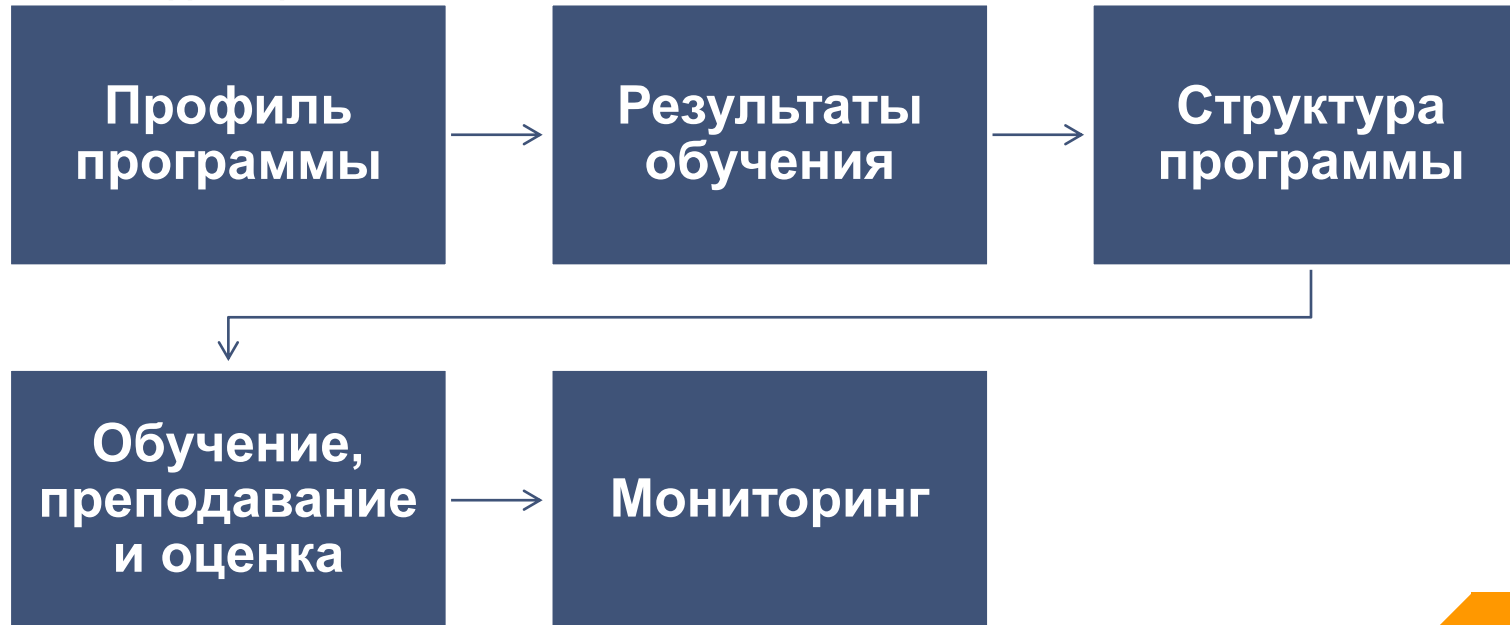 Профиль
программы
Результаты
обучения
Структура
программы
Обучение,
преподавание
и оценка
Мониторинг